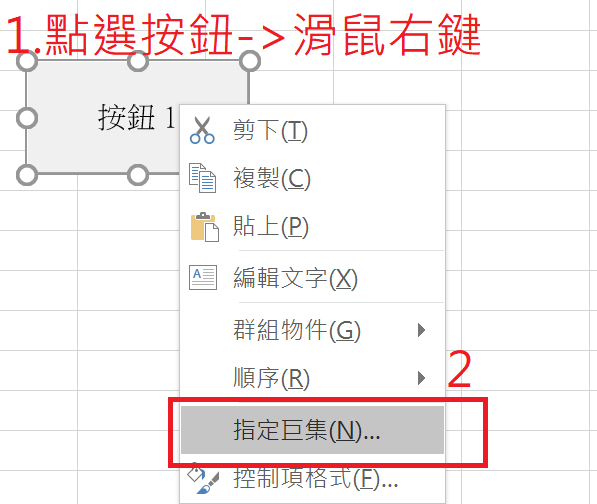 1.點選按鈕->滑鼠右鍵
按鈕 1
剪下(T)
複製(C)
貼上(P)
編輯文字(X)
群組物件(G)
順序(R)
2
指定巨集(N)...
控制項格式(F)...